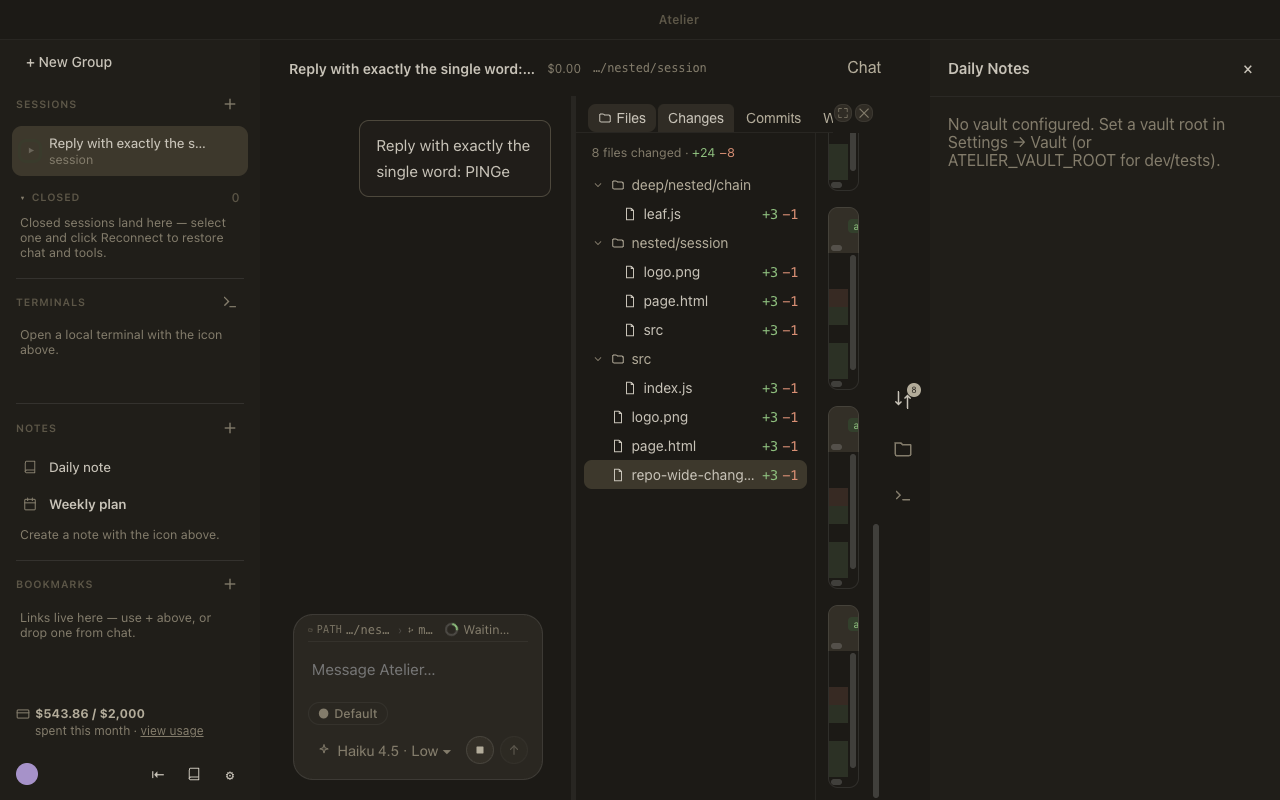 Atelier
+ New Group
SESSIONS
Reply with exactly the s...
session
CLOSED
0
Closed sessions land here — select
one and click Reconnect to restore
chat and tools.
TERMINALS
Open a local terminal with the icon
above.
NOTES
Daily note
Weekly plan
Create a note with the icon above.
BOOKMARKS
Links live here — use + above, or
drop one from chat.
$543.86 / $2,000
spent this month · view usage
Reply with exactly the single word:...
$0.00
…/nested/session
Chat
Reply with exactly the
single word: PINGe
PATH …/nes… › m…
Waitin...
Message Atelier...
Default
Haiku 4.5 · Low
Files
Changes
Commits
W
8 files changed · +24 −8
deep/nested/chain
leaf.js +3 −1
nested/session
logo.png +3 −1
page.html +3 −1
src +3 −1
src
index.js +3 −1
logo.png +3 −1
page.html +3 −1
repo-wide-chang... +3 −1
a
a
a
8
Daily Notes
×
No vault configured. Set a vault root in
Settings → Vault (or
ATELIER_VAULT_ROOT for dev/tests).